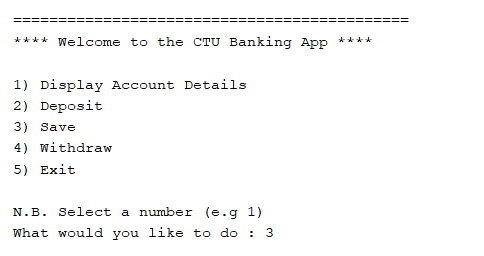 ============================================
**** Welcome to the CTU Banking App ****
1) Display Account Details
2) Deposit
3) Save
4) Withdraw
5) Exit
N.B. Select a number (e.g 1)
What would you like to do : 3